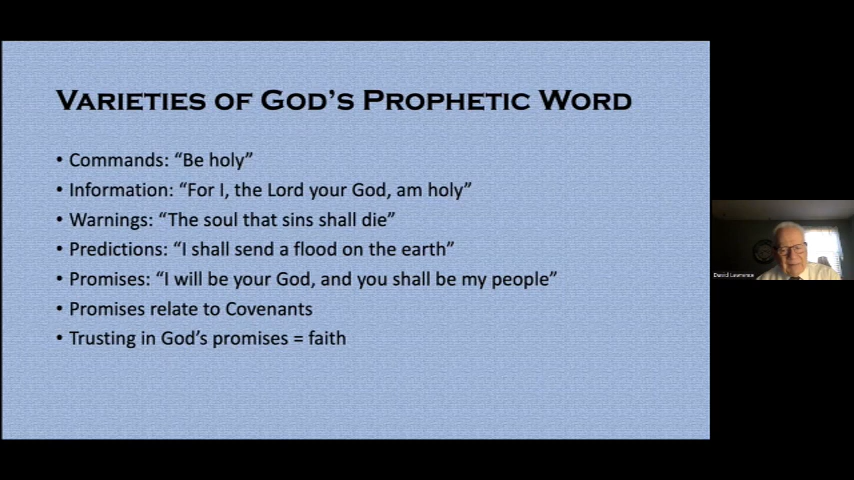 Varieties of God's Prophetic Word
• Commands: “Be holy”
• Information: “For I, the Lord your God, am holy”
• Warnings: “The soul that sins shall die”
• Predictions: “I shall send a flood on the earth”
• Promises: “I will be your God, and you shall be my people”
• Promises relate to Covenants
• Trusting in God's promises = faith
David Lawrence